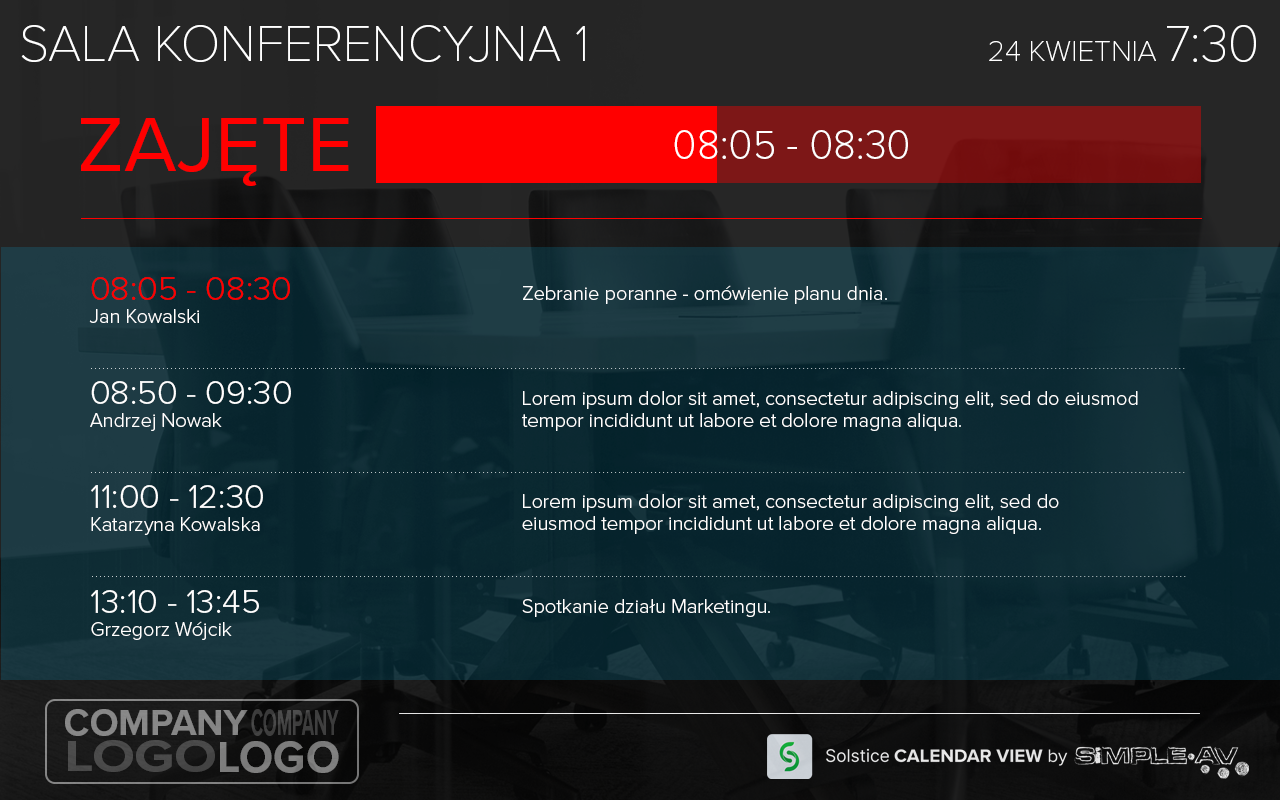 SALA KONFERENCYJNA 1
24 KWIETNIA 7:30
ZAJĘTE
08:05 - 08:30
08:05 - 08:30
Jan Kowalski
Zebranie poranne - omówienie planu dnia.
08:50 - 09:30
Andrzej Nowak
Lorem ipsum dolor sit amet, consectetur adipiscing elit, sed do eiusmod
tempor incididunt ut labore et dolore magna aliqua.
11:00 - 12:30
Katarzyna Kowalska
Lorem ipsum dolor sit amet, consectetur adipiscing elit, sed do
eiusmod tempor incididunt ut labore et dolore magna aliqua.
13:10 - 13:45
Grzegorz Wójcik
Spotkanie działu Marketingu.
COMPANY COMPANY
LOGO LOGO
Solstice CALENDAR VIEW by SiMPLE-AV